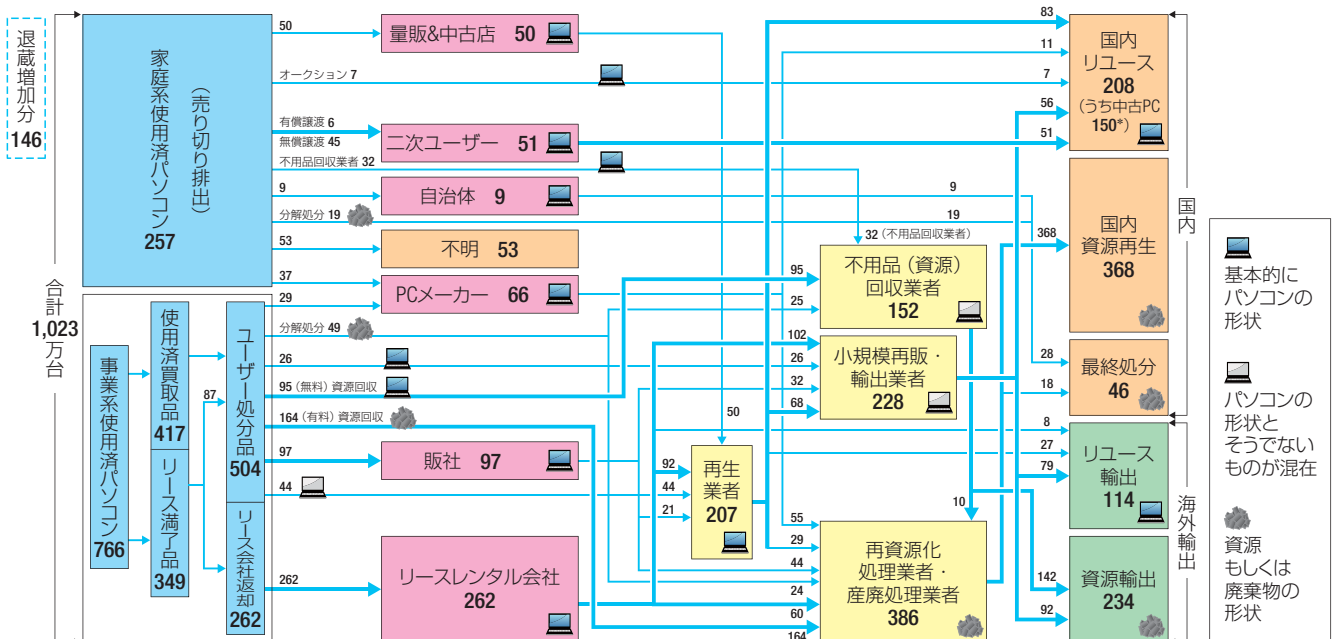 退蔵増加分
146
合計
1,023
万台
家庭系使用済パソコン
(売り切り排出)
257
事業系使用済パソコン
766
使用済買取品
417
リース満了品
349
87
ユーザー処分品
504
リース会社返却
262
50
オークション 7
有償譲渡 6
無償譲渡 45
不用品回収業者 32
9
分解処分 19
53
37
29
分解処分 49
26
95 (無料) 資源回収
164 (有料) 資源回収
97
44
262
量販&中古店 50
二次ユーザー 51
自治体 9
不明 53
PCメーカー 66
販社 97
リースレンタル会社
262
50
92
44
21
再生
業者
207
32 (不用品回収業者)
95
25
不用品 (資源)
回収業者
152
102
26
32
68
小規模再販・
輸出業者
228
10
55
29
44
24
60
164
再資源化
処理業者・
産廃処理業者
386
83
11
7
56
51
9
19
368
28
18
8
27
79
142
92
国内
リユース
208
(うち中古PC
150*)
国内
資源再生
368
最終処分
46
リユース
輸出
114
資源輸出
234
国内
海外輸出
基本的に
パソコンの
形状
パソコンの
形状と
そうでない
ものが混在
資源
もしくは
廃棄物の
形状